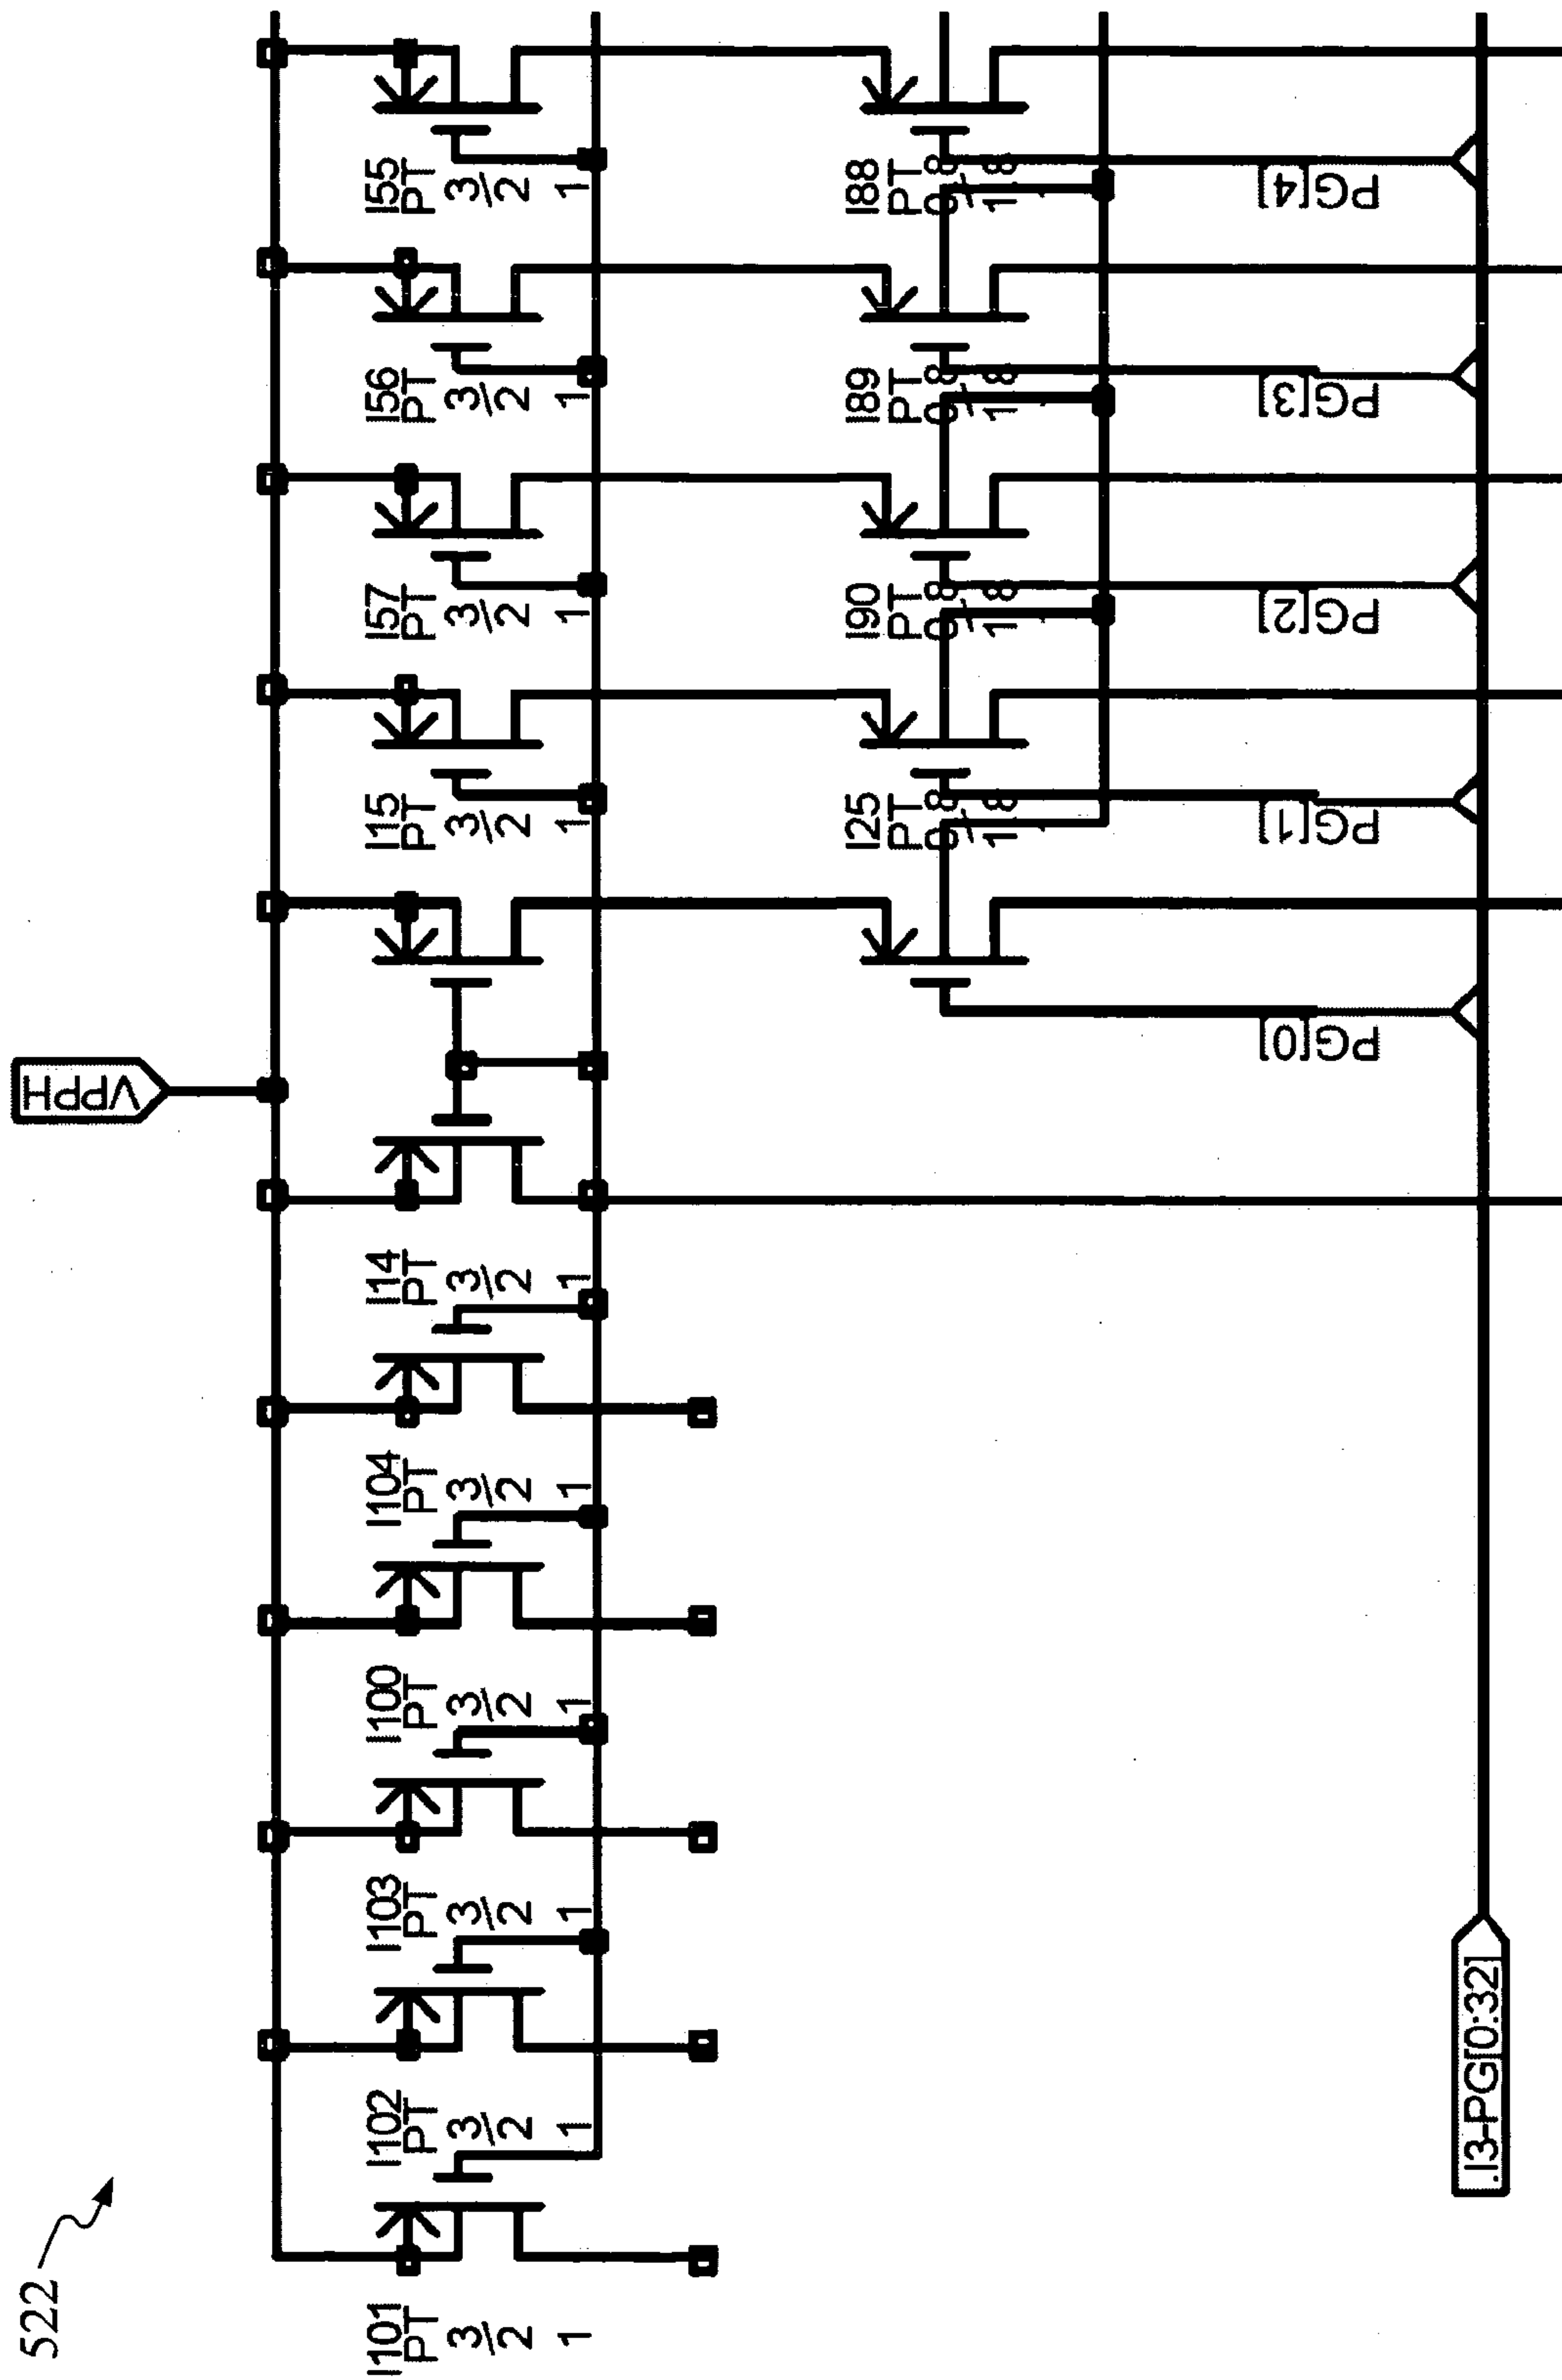 522
VPPH
I101
PT
3/2
1
I102
PT
3/2
1
I103
PT
3/2
1
I100
PT
3/2
1
I104
PT
3/2
1
I14
PT
3/2
1
I15
PT
3/2
1
I57
PT
3/2
1
I56
PT
3/2
1
I55
PT
3/2
1
I25
PT
I90
PT
I89
PT
I88
PT
PG[0]
PG[1]
PG[2]
PG[3]
PG[4]
.I3-PG[0:32]